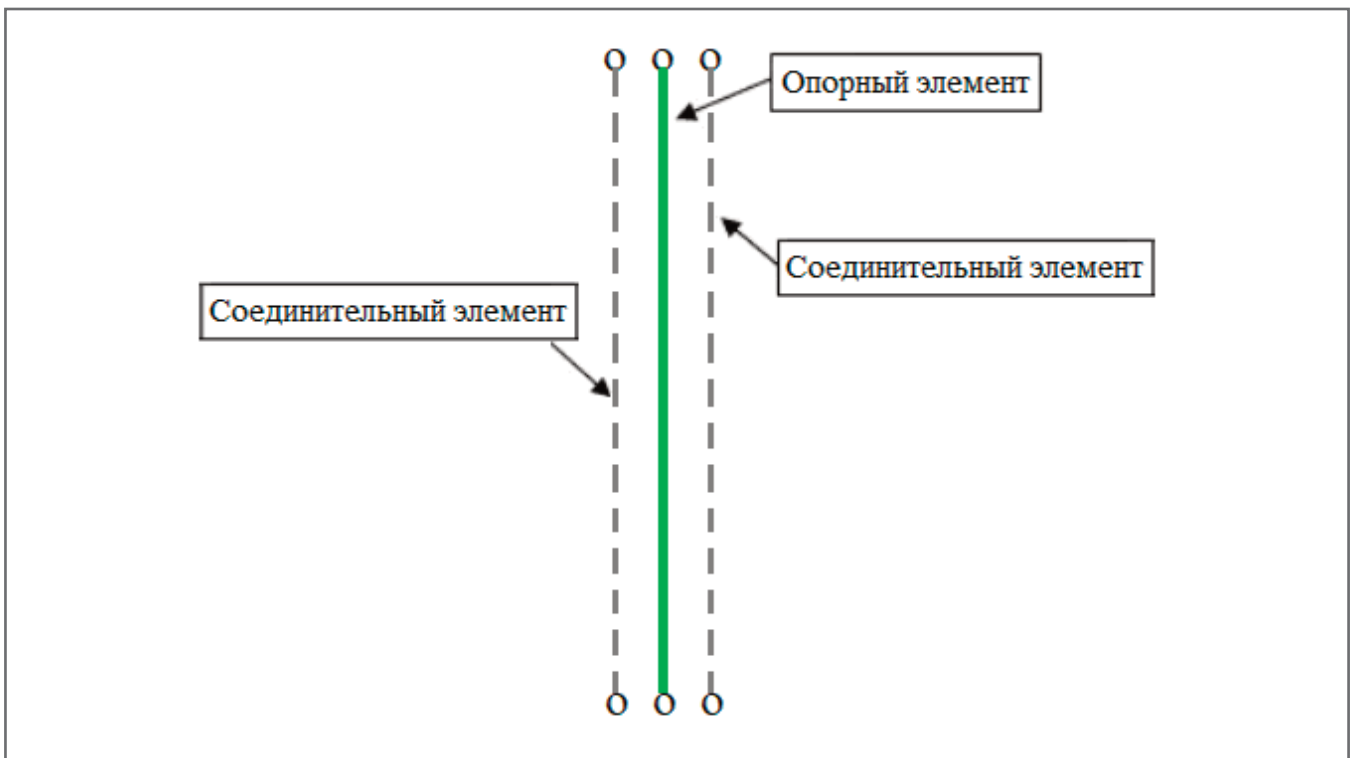 О О О
Опорный элемент
Соединительный элемент
Соединительный элемент
О О О